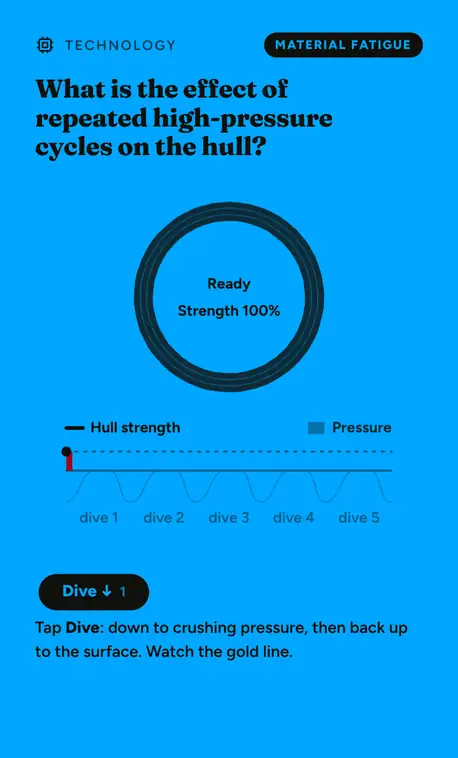 TECHNOLOGY
MATERIAL FATIGUE
What is the effect of
repeated high-pressure
cycles on the hull?
Ready
Strength 100%
Hull strength
Pressure
dive 1 dive 2 dive 3 dive 4 dive 5
Dive ↓ 1
Tap Dive: down to crushing pressure, then back up
to the surface. Watch the gold line.